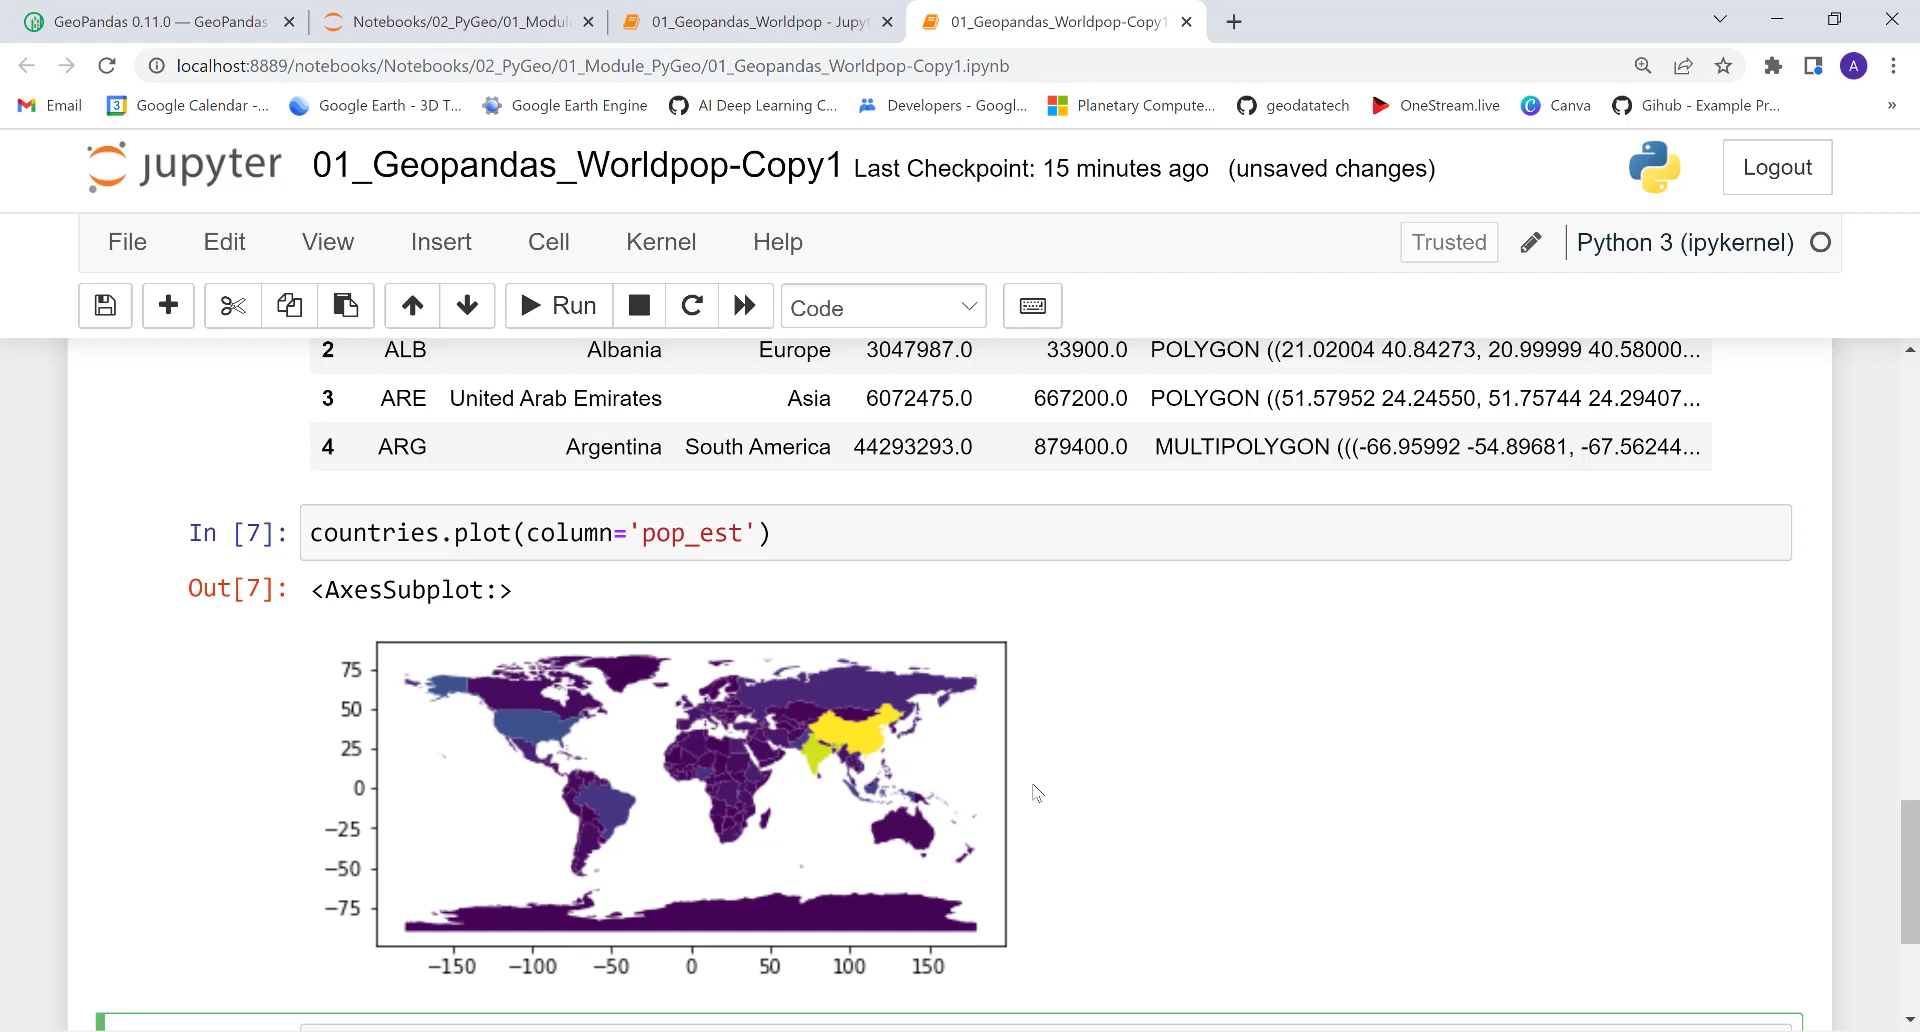 GeoPandas 0.11.0 — GeoPandas
Notebooks/02_PyGeo/01_Modul
01_Geopandas_Worldpop - Jupyt
01_Geopandas_Worldpop-Copy1
localhost:8889/notebooks/Notebooks/02_PyGeo/01_Module_PyGeo/01_Geopandas_Worldpop-Copy1.ipynb
A
Email
3
Google Calendar -...
Google Earth - 3D T...
Google Earth Engine
AI Deep Learning C...
Developers - Googl...
Planetary Compute...
geodatatech
OneStream.live
C
Canva
Gihub - Example Pr...
»
jupyter 01_Geopandas_Worldpop-Copy1 Last Checkpoint: 15 minutes ago (unsaved changes)
Logout
File Edit View Insert Cell Kernel Help
Trusted
Python 3 (ipykernel)
Run
Code
2 ALB Albania Europe 3047987.0 33900.0 POLYGON ((21.02004 40.84273, 20.99999 40.58000...
3 ARE United Arab Emirates Asia 6072475.0 667200.0 POLYGON ((51.57952 24.24550, 51.75744 24.29407...
4 ARG Argentina South America 44293293.0 879400.0 MULTIPOLYGON (((-66.95992 -54.89681, -67.56244...
In [7]: countries.plot(column='pop_est')
Out[7]: <AxesSubplot:>
75
50
25
0
−25
−50
−75
−150 −100 −50 0 50 100 150